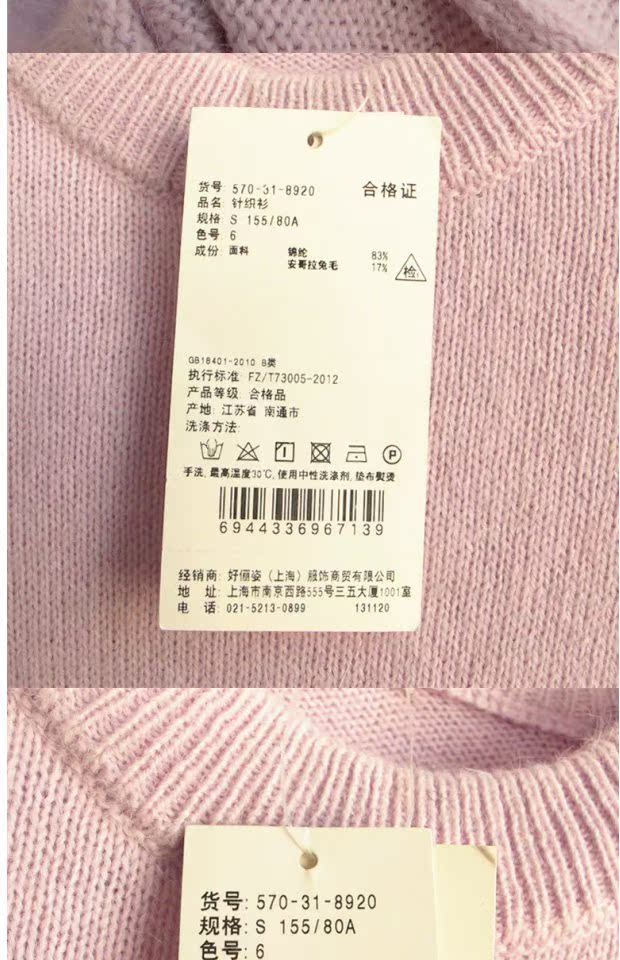 合格证
货号: 570-31-8920
品名: 针织衫
规格: S 155/80A
色号: 6
成份: 面料 锦纶 83%
安哥拉兔毛 17%
检
GB18401-2010 B类
执行标准: FZ/T73005-2012
产品等级: 合格品
产地: 江苏省 南通市
洗涤方法:
P
手洗,最高温度30℃,使用中性洗涤剂,垫布熨烫
6944336967139
经销商: 好俪姿（上海）服饰商贸有限公司
地 址: 上海市南京西路555号三五大厦1001室
电 话: 021-5213-0899 131120
货号: 570-31-8920
规格: S 155/80A
色号: 6